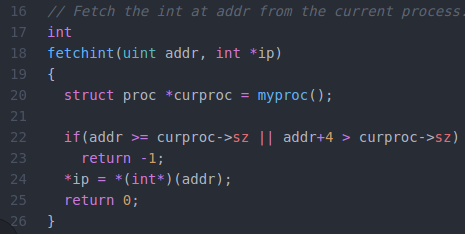 16 // Fetch the int at addr from the current process.
17 int
18 fetchint(uint addr, int *ip)
19 {
20   struct proc *curproc = myproc();
21
22   if(addr >= curproc->sz || addr+4 > curproc->sz)
23     return -1;
24   *ip = *(int*)(addr);
25   return 0;
26 }